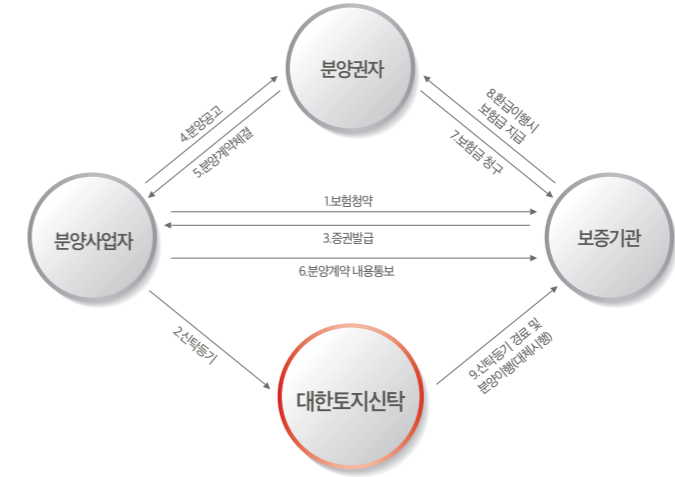 분양권자
4.분양공고
5.분양계약체결
8.환급이행시
보험급 지급
7.보험금 청구
분양사업자
1.보험청약
3.증권발급
6.분양계약 내용통보
보증기관
2.신탁등기
대한토지신탁
9.신탁등기 경료 및
분양이행(대체시행)